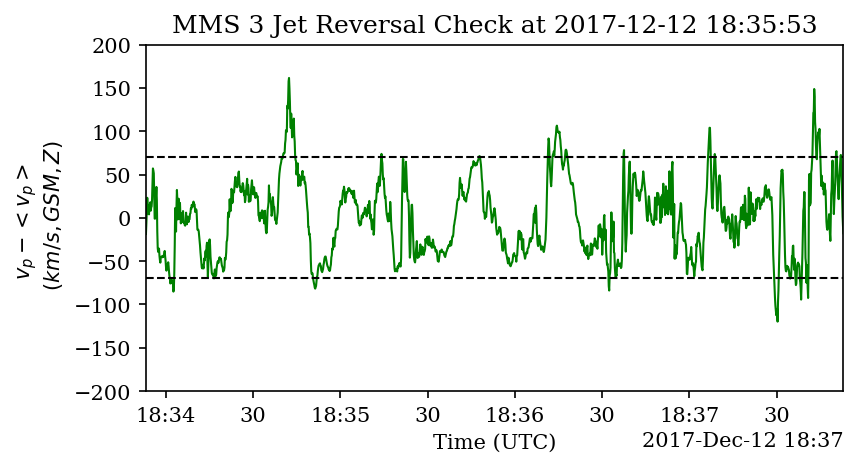 MMS 3 Jet Reversal Check at 2017-12-12 18:35:53
v_p − <v_p>
(km/s, GSM, Z)
200
150
100
50
0
−50
−100
−150
−200
18:34 30 18:35 30 18:36 30 18:37 30
Time (UTC) 2017-Dec-12 18:37